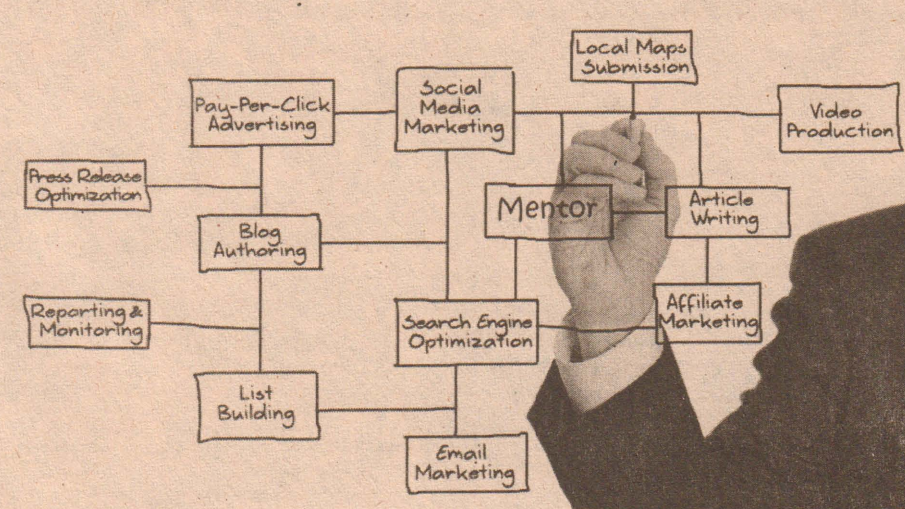 Local Maps
Submission
Pay-Per-Click
Advertising
Social
Media
Marketing
Video
Production
Press Release
Optimization
Mentor
Article
Writing
Blog
Authoring
Reporting &
Monitoring
Search Engine
Optimization
Affiliate
Marketing
List
Building
Email
Marketing